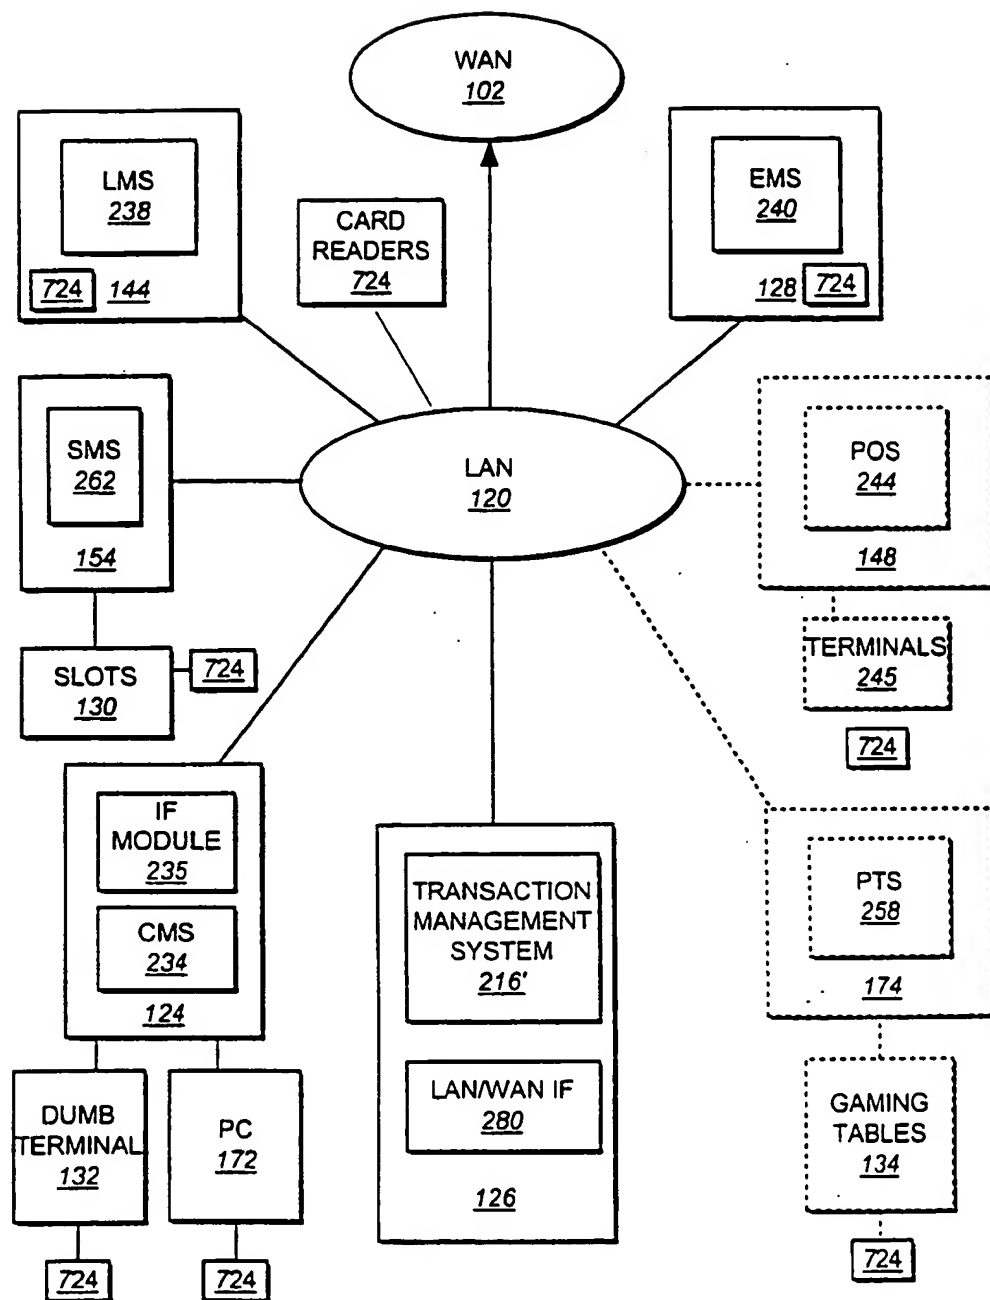 WAN
102
LMS
238
724 144
CARD
READERS
724
EMS
240
128 724
SMS
262
154
LAN
120
POS
244
148
SLOTS
130
724
TERMINALS
245
724
IF
MODULE
235
CMS
234
124
TRANSACTION
MANAGEMENT
SYSTEM
216'
LAN/WAN IF
280
126
PTS
258
174
DUMB
TERMINAL
132
PC
172
GAMING
TABLES
134
724
724
724